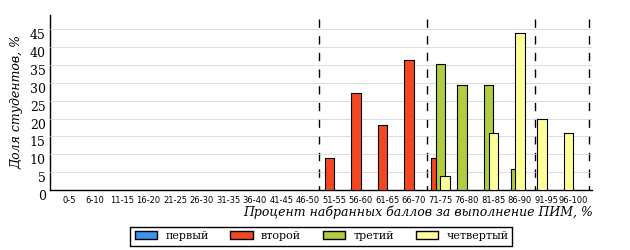 Доля студентов, %
45
40
35
30
25
20
15
10
5
0
0-5 6-10 11-15 16-20 21-25 26-30 31-35 36-40 41-45 46-50 51-55 56-60 61-65 66-70 71-75 76-80 81-85 86-90 91-95 96-100
Процент набранных баллов за выполнение ПИМ, %
первый второй третий четвертый